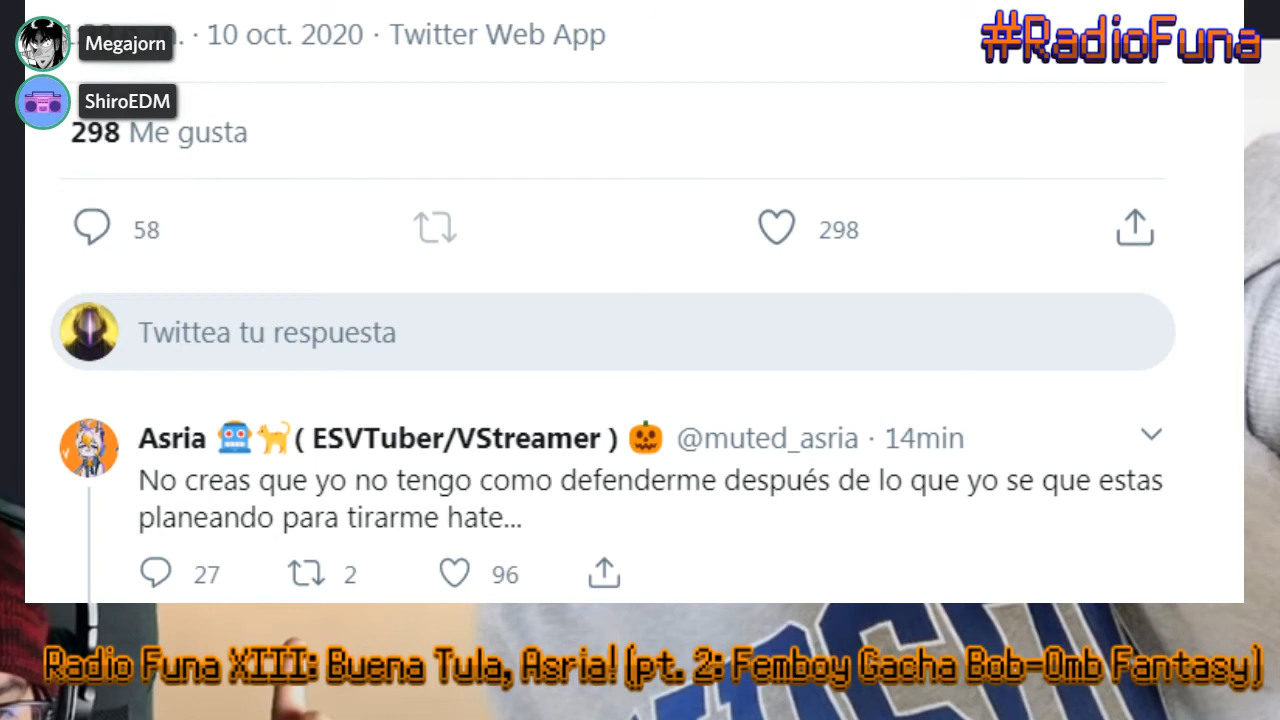 · 10 oct. 2020 · Twitter Web App
#RadioFuna
Megajorn
ShiroEDM
298 Me gusta
58
298
Twittea tu respuesta
Asria 🤖🐈( ESVTuber/VStreamer ) 🎃 @muted_asria · 14min
No creas que yo no tengo como defenderme después de lo que yo se que estas
planeando para tirarme hate...
27 2 96
Radio Funa XIII: Buena Tula, Asria! (pt. 2: Femboy Gacha Bob-Omb Fantasy)